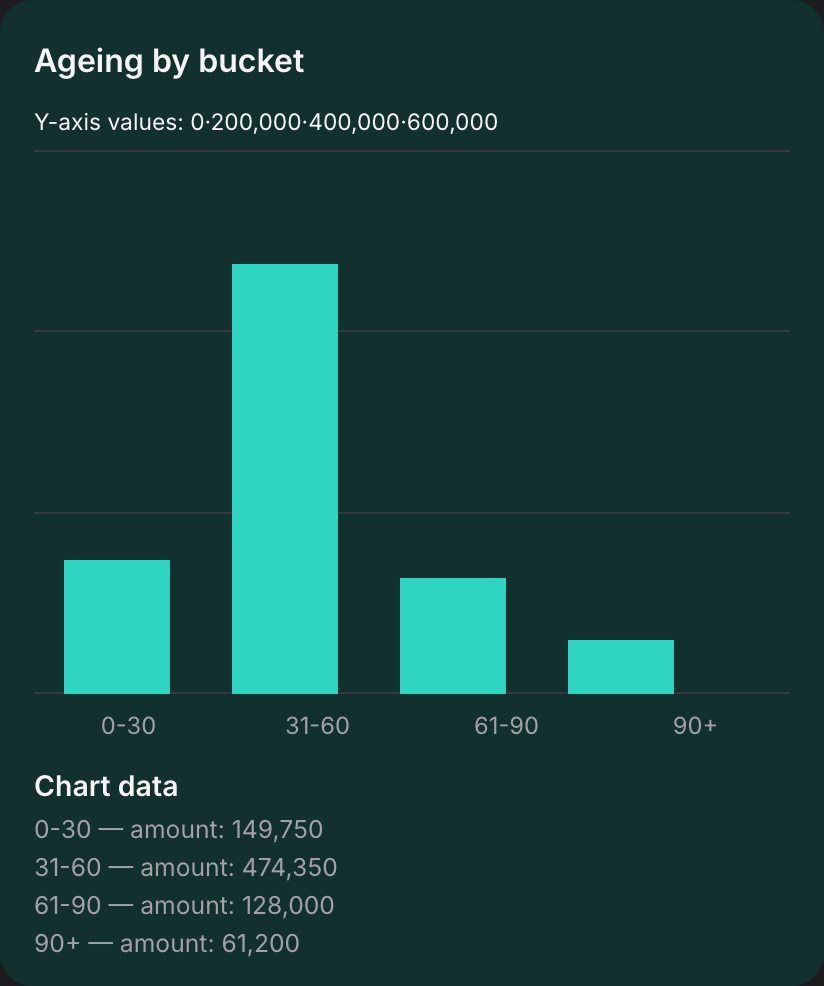 Ageing by bucket
Y-axis values: 0·200,000·400,000·600,000
0-30 31-60 61-90 90+
Chart data
0-30 — amount: 149,750
31-60 — amount: 474,350
61-90 — amount: 128,000
90+ — amount: 61,200